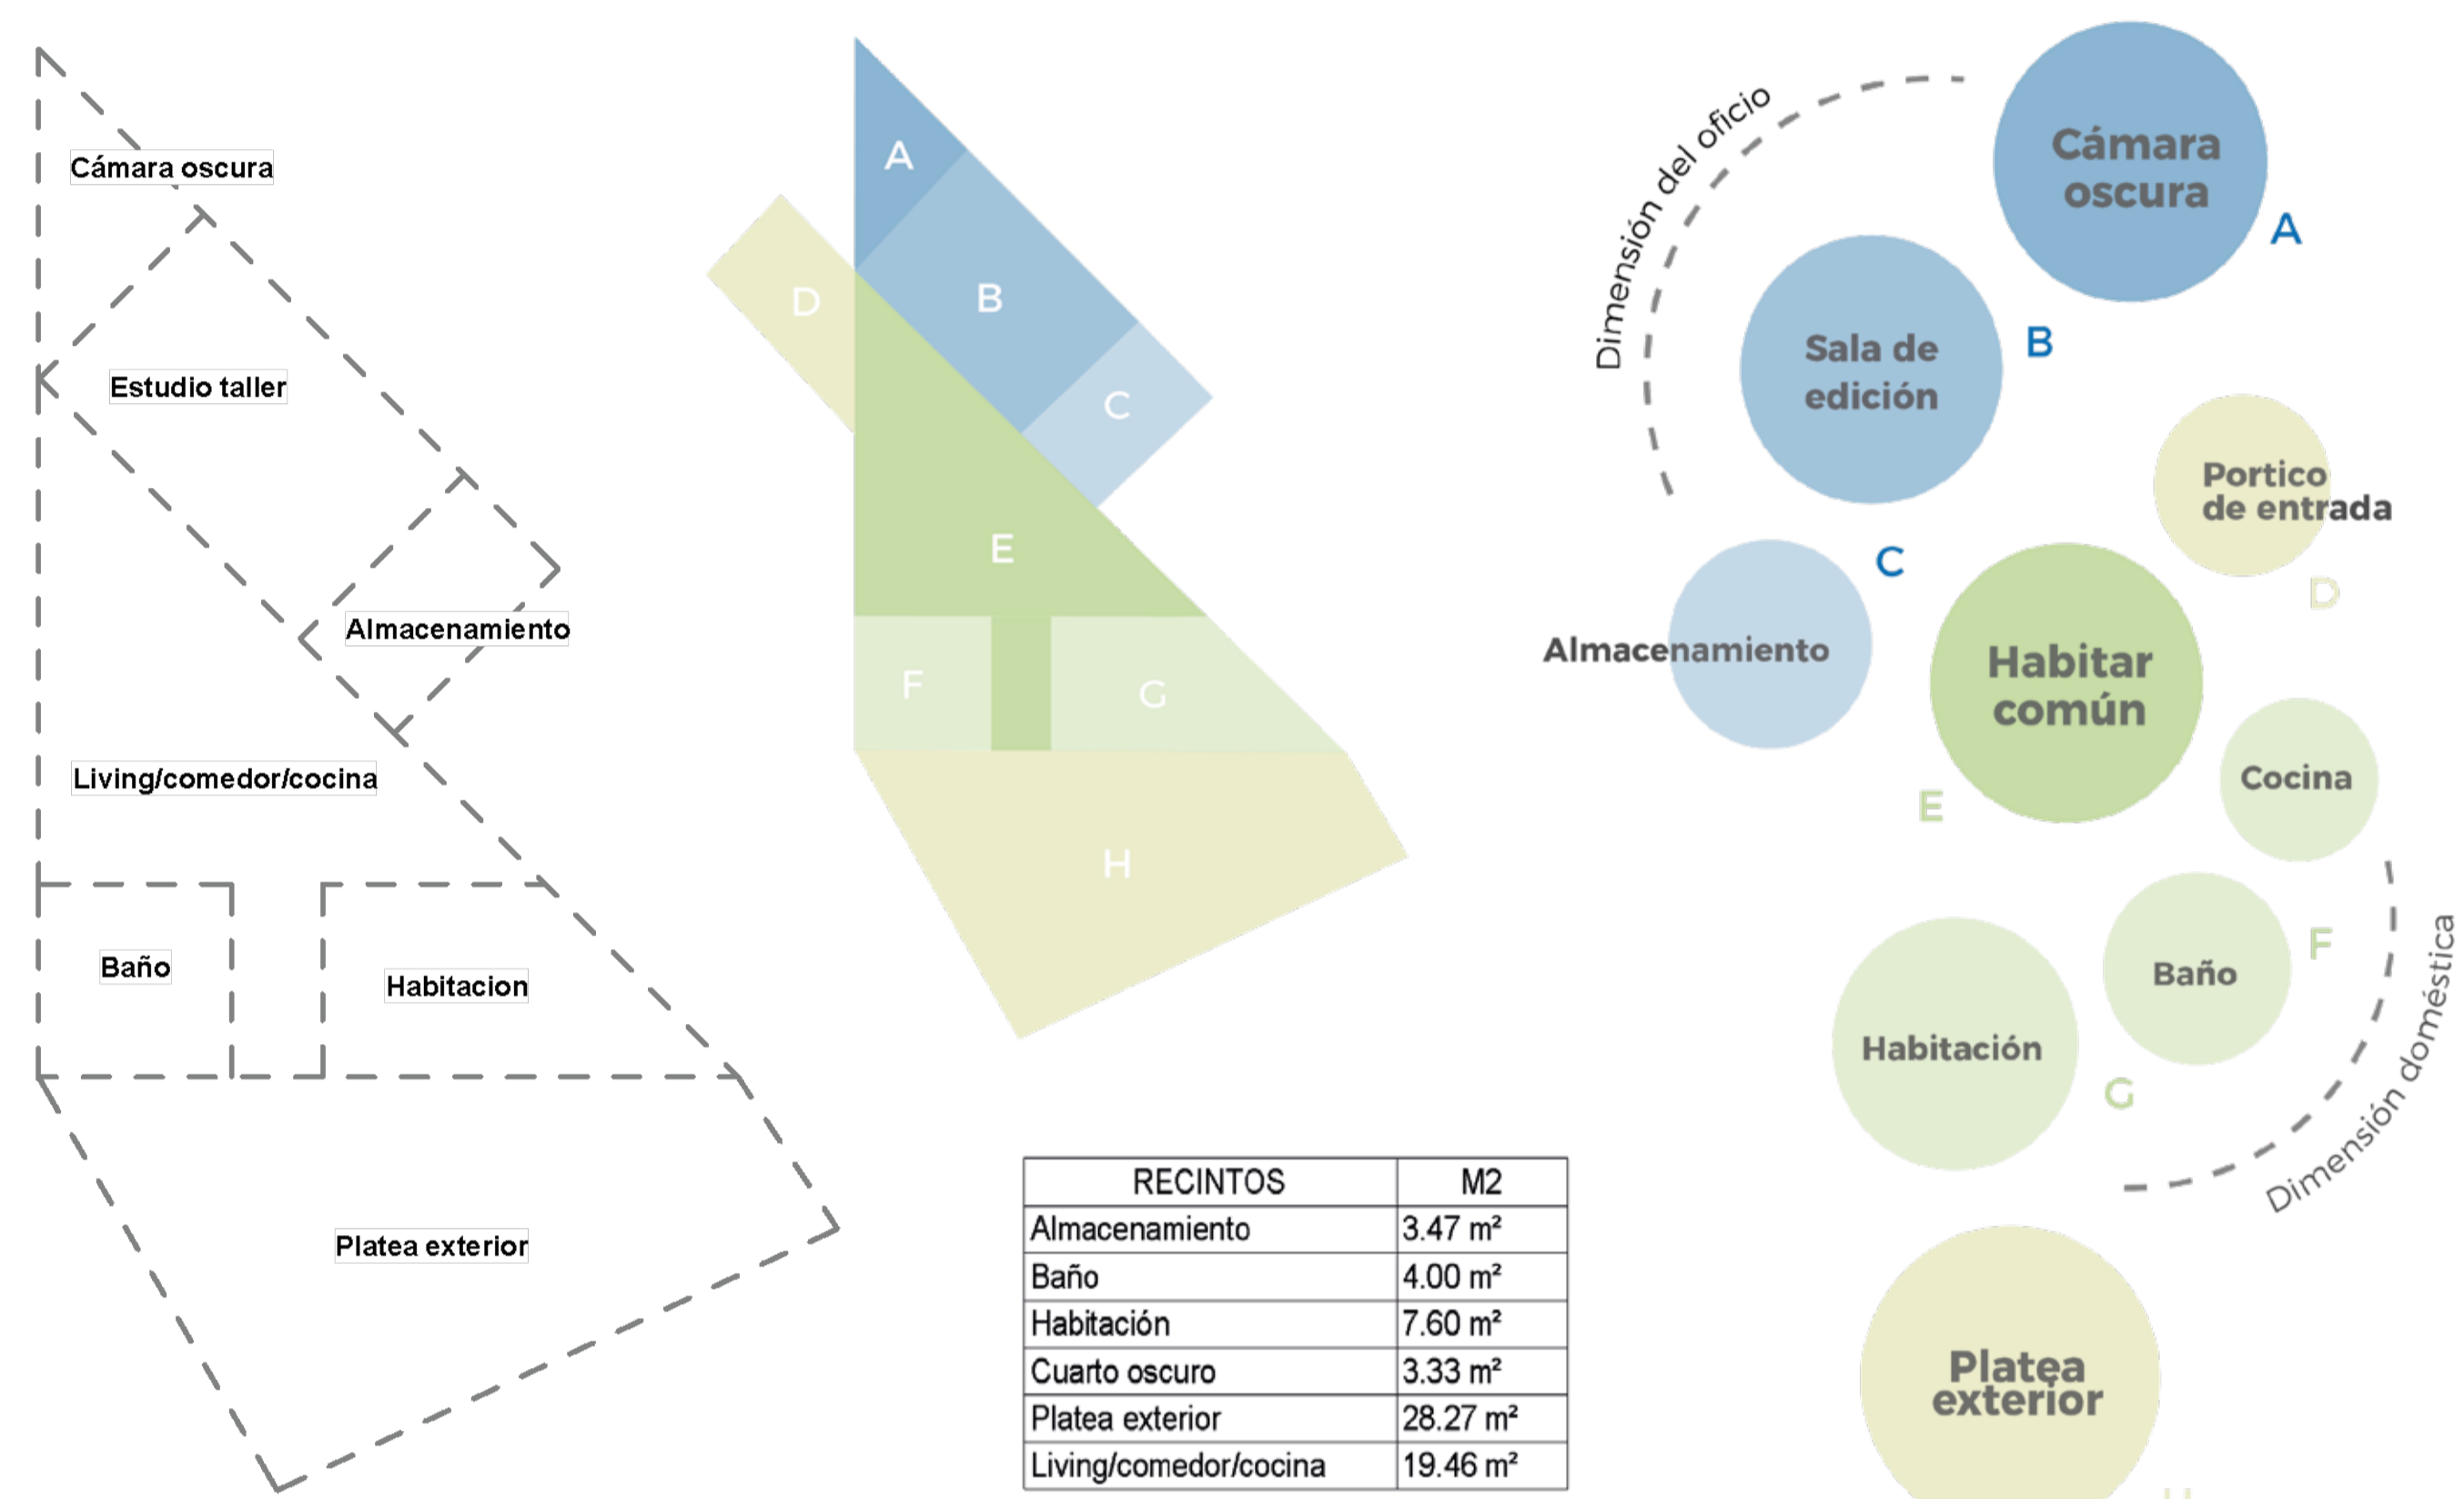 Cámara oscura
Estudio taller
Almacenamiento
Living/comedor/cocina
Baño
Habitacion
Platea exterior
A
B
C
D
E
F
G
H
RECINTOS M2
Almacenamiento 3.47 m²
Baño 4.00 m²
Habitación 7.60 m²
Cuarto oscuro 3.33 m²
Platea exterior 28.27 m²
Living/comedor/cocina 19.46 m²
Dimensión del oficio
Cámara
oscura
A
Sala de
edición
B
Portico
de entrada
D
C
Almacenamiento
Habitar
común
E
Cocina
Baño
F
Habitación
G
Dimensión doméstica
Platea
exterior